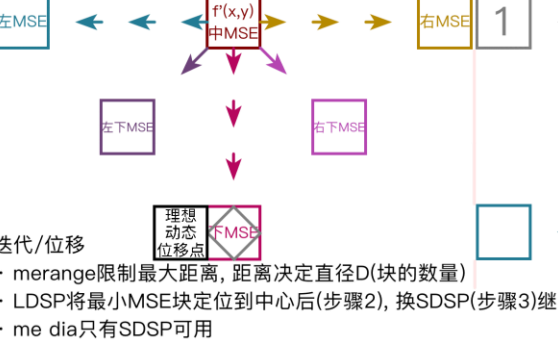 f'(x,y)
左MSE
中MSE
右MSE
1
左下MSE
右下MSE
理想
动态
位移点
下MSE
迭代/位移
· merange限制最大距离, 距离决定直径D(块的数量)
· LDSP将最小MSE块定位到中心后(步骤2), 换SDSP(步骤3)继
· me dia只有SDSP可用